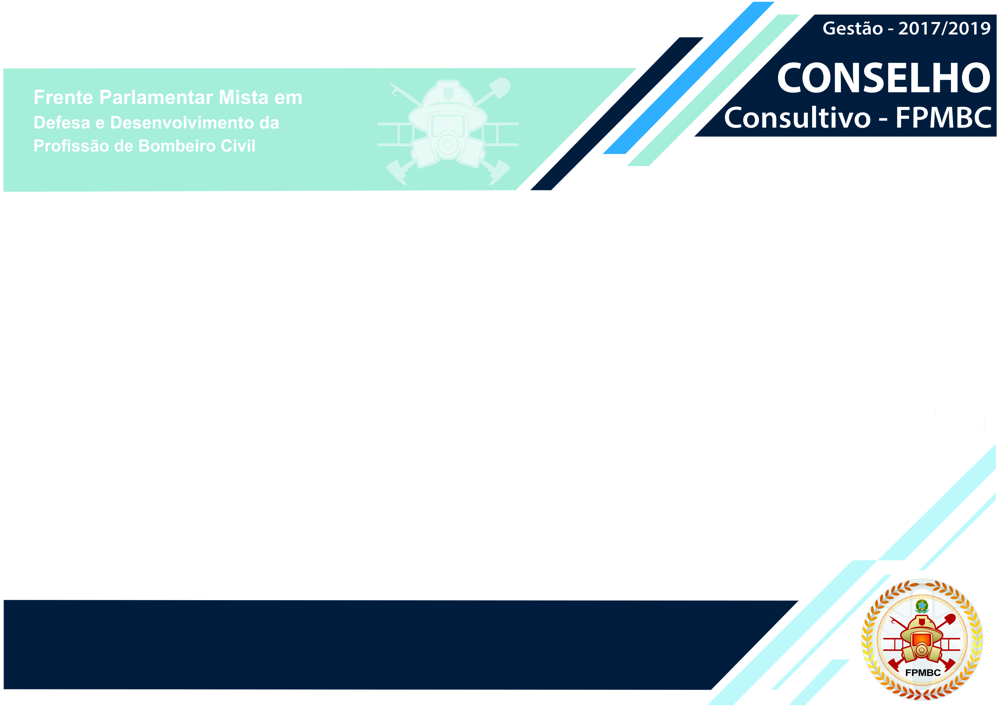 Gestão - 2017/2019
CONSELHO
Consultivo - FPMBC
Frente Parlamentar Mista em
Defesa e Desenvolvimento da
Profissão de Bombeiro Civil
FPMBC